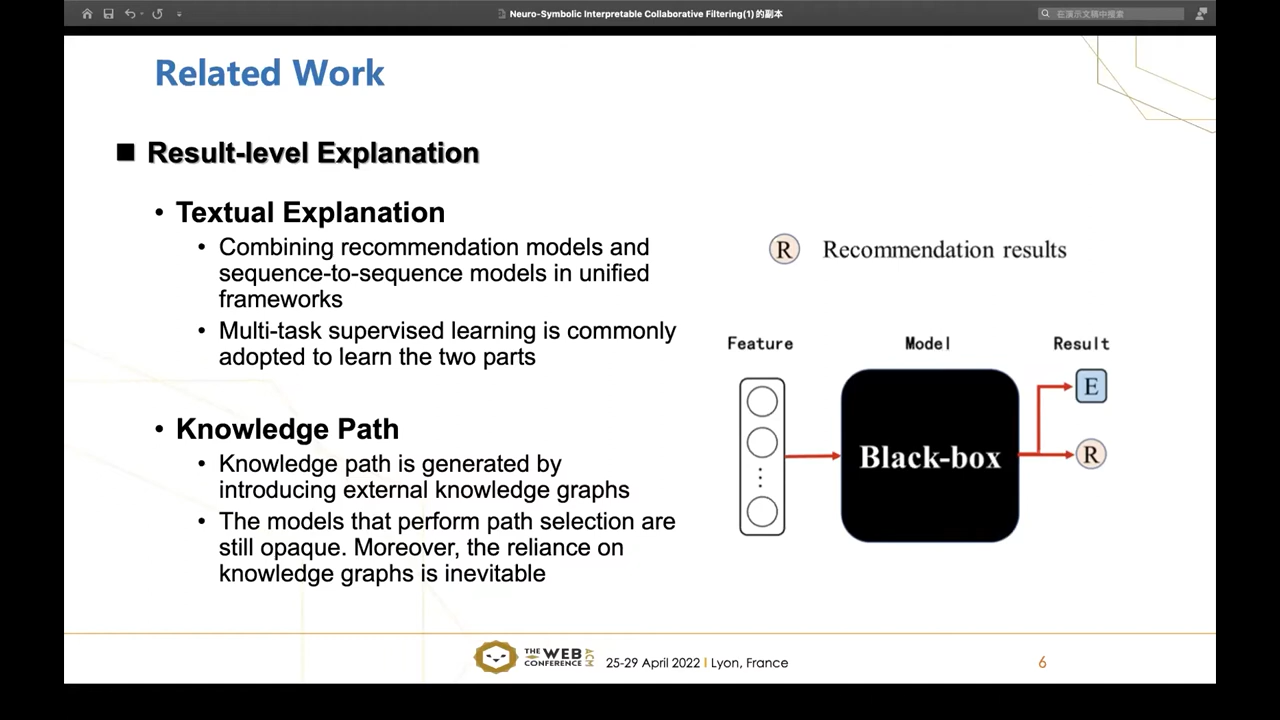 Neuro-Symbolic Interpretable Collaborative Filtering(1)的副本
在演示文稿中搜索
Related Work
Result-level Explanation
• Textual Explanation
• Combining recommendation models and
sequence-to-sequence models in unified
frameworks
• Multi-task supervised learning is commonly
adopted to learn the two parts
• Knowledge Path
• Knowledge path is generated by
introducing external knowledge graphs
• The models that perform path selection are
still opaque. Moreover, the reliance on
knowledge graphs is inevitable
R Recommendation results
Feature Model Result
E
Black-box
R
THE WEB CONFERENCE ACM
25-29 April 2022 | Lyon, France
6